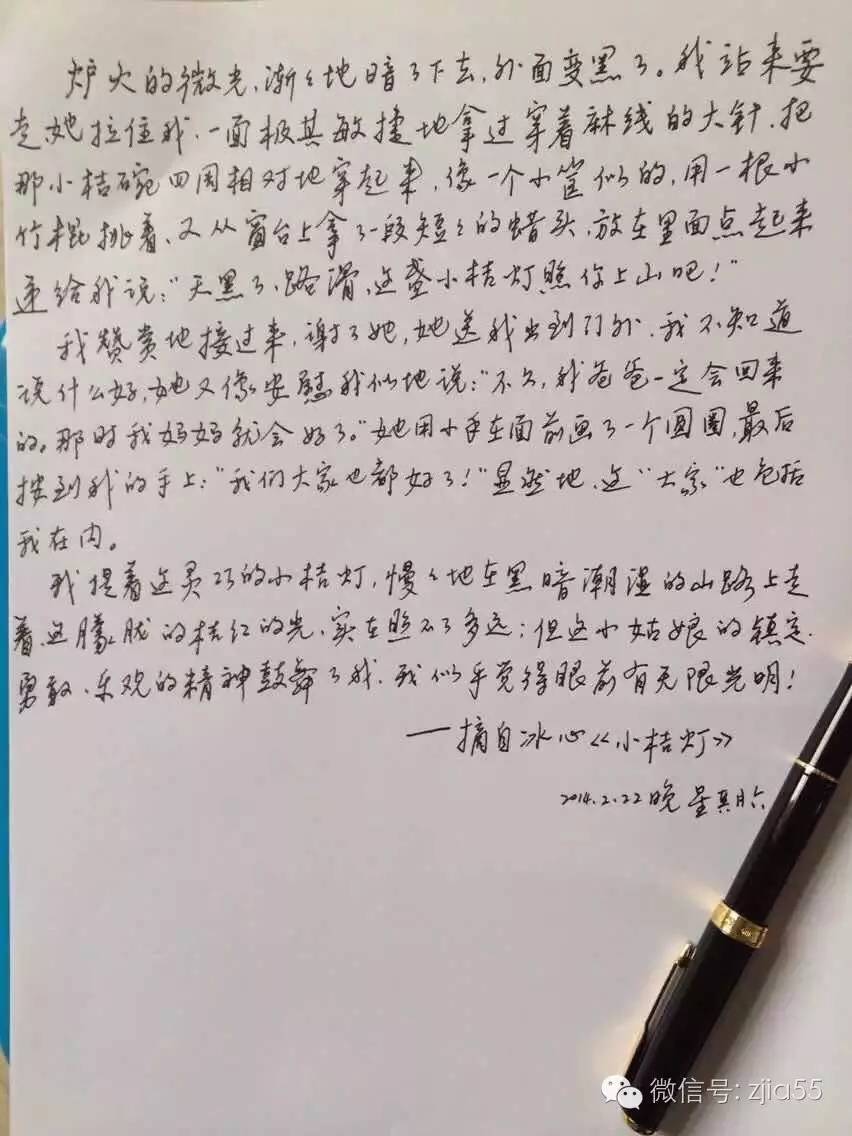 炉火的微光,渐々地暗了下去,外面变黑了。我站来要
走,她拉住我,一面极其敏捷地拿过穿着麻线的大针,把
那小桔碗四周相对地穿起来,像一个小筐似的,用一根小
竹棍挑着、又从窗台上拿了一段短々的蜡头,放在里面点起来
递给我说:"天黑了,路滑,这盏小桔灯照你上山吧!"
我赞赏地接过来,谢了她,她送我出到门外,我不知道
说什么好,她又像安慰我似地说:"不久,我爸爸一定会回来
的。那时我妈妈就会好了。"她用小手在面前画了一个圆圈,最后
按到我的手上:"我们大家也都好了!"显然地,这"大家"也包括
我在内。
我提着这灵巧的小桔灯,慢々地在黑暗潮湿的山路上走
着,这朦胧的桔红的光,实在照不了多远;但这小姑娘的镇定、
勇敢、乐观的精神鼓舞了我,我似乎觉得眼前有无限光明!
——摘自冰心《小桔灯》
2014.2.22晚 星期六
微信号: zjia55